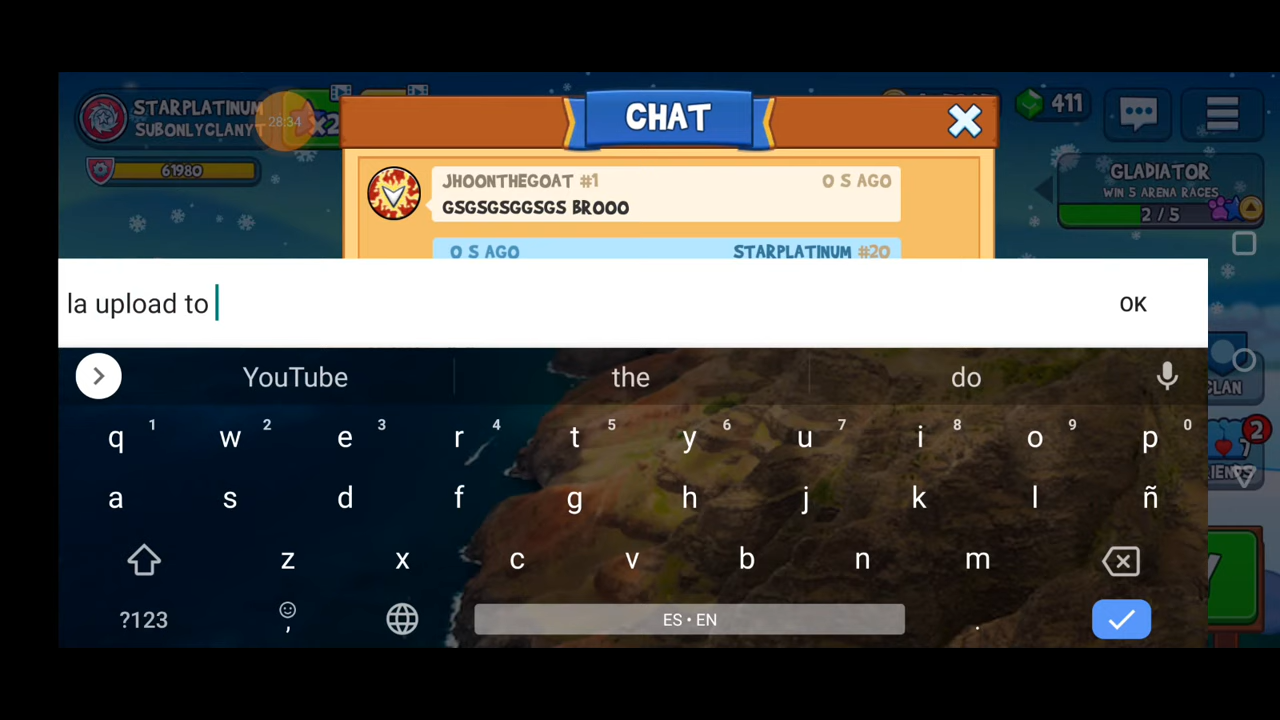 STARPLATINUM
SUBONLYCLANYT
28:34
X2
61980
CHAT
411
GLADIATOR
WIN 5 ARENA RACES
2 / 5
JHOONTHEGOAT #1
0 S AGO
GSGSGSGGSGS BROOO
0 S AGO
STARPLATINUM #20
la upload to
OK
YouTube
the
do
q 1 w 2 e 3 r 4 t 5 y 6 u 7 i 8 o 9 p 0
a s d f g h j k l ñ
z x c v b n m
?123
,
ES • EN
.
CLAN
2